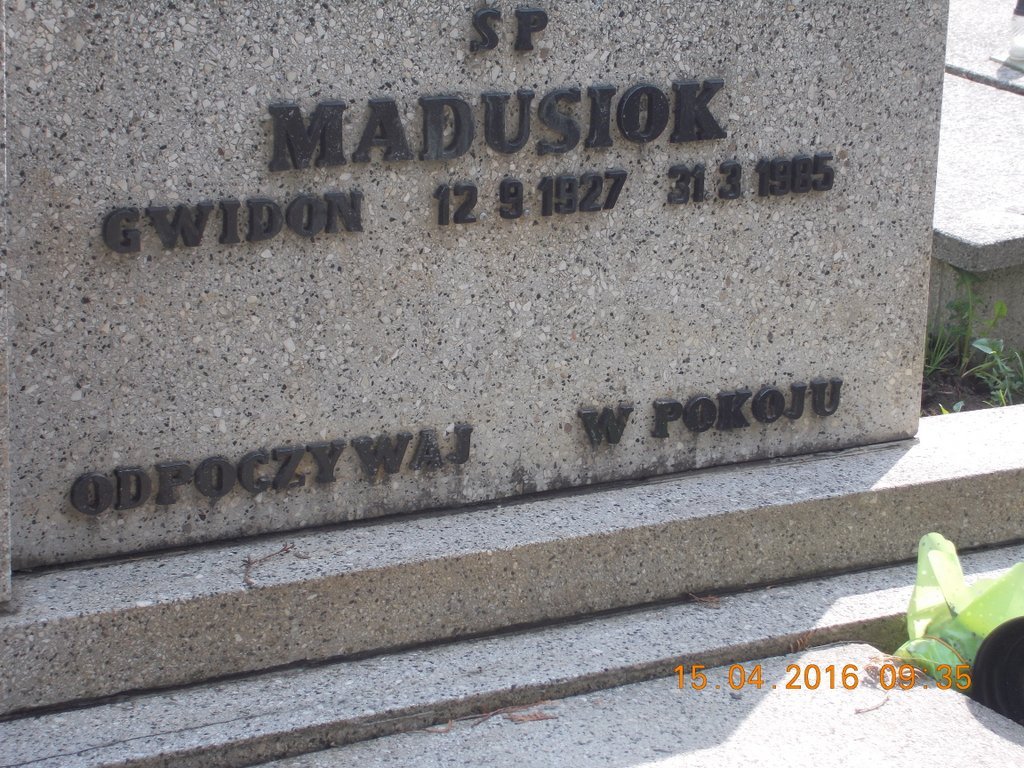 SP
MADUSIOK
GWIDON 12 9 1927 31 3 1985
ODPOCZYWAJ W POKOJU
15.04.2016 09:35